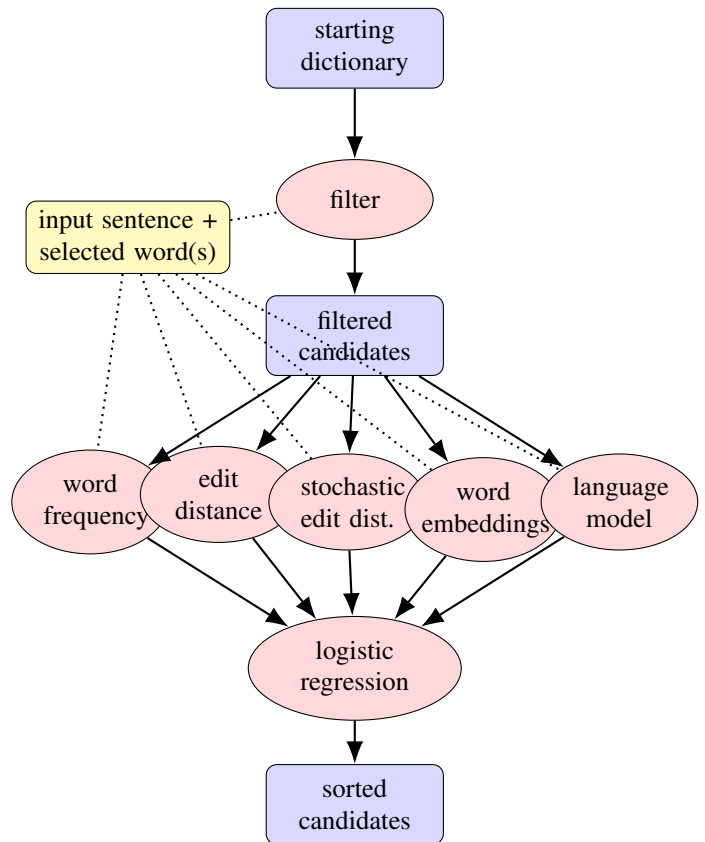 starting
dictionary
filter
input sentence +
selected word(s)
filtered
candidates
word
frequency
edit
distance
stochastic
edit dist.
word
embeddings
language
model
logistic
regression
sorted
candidates